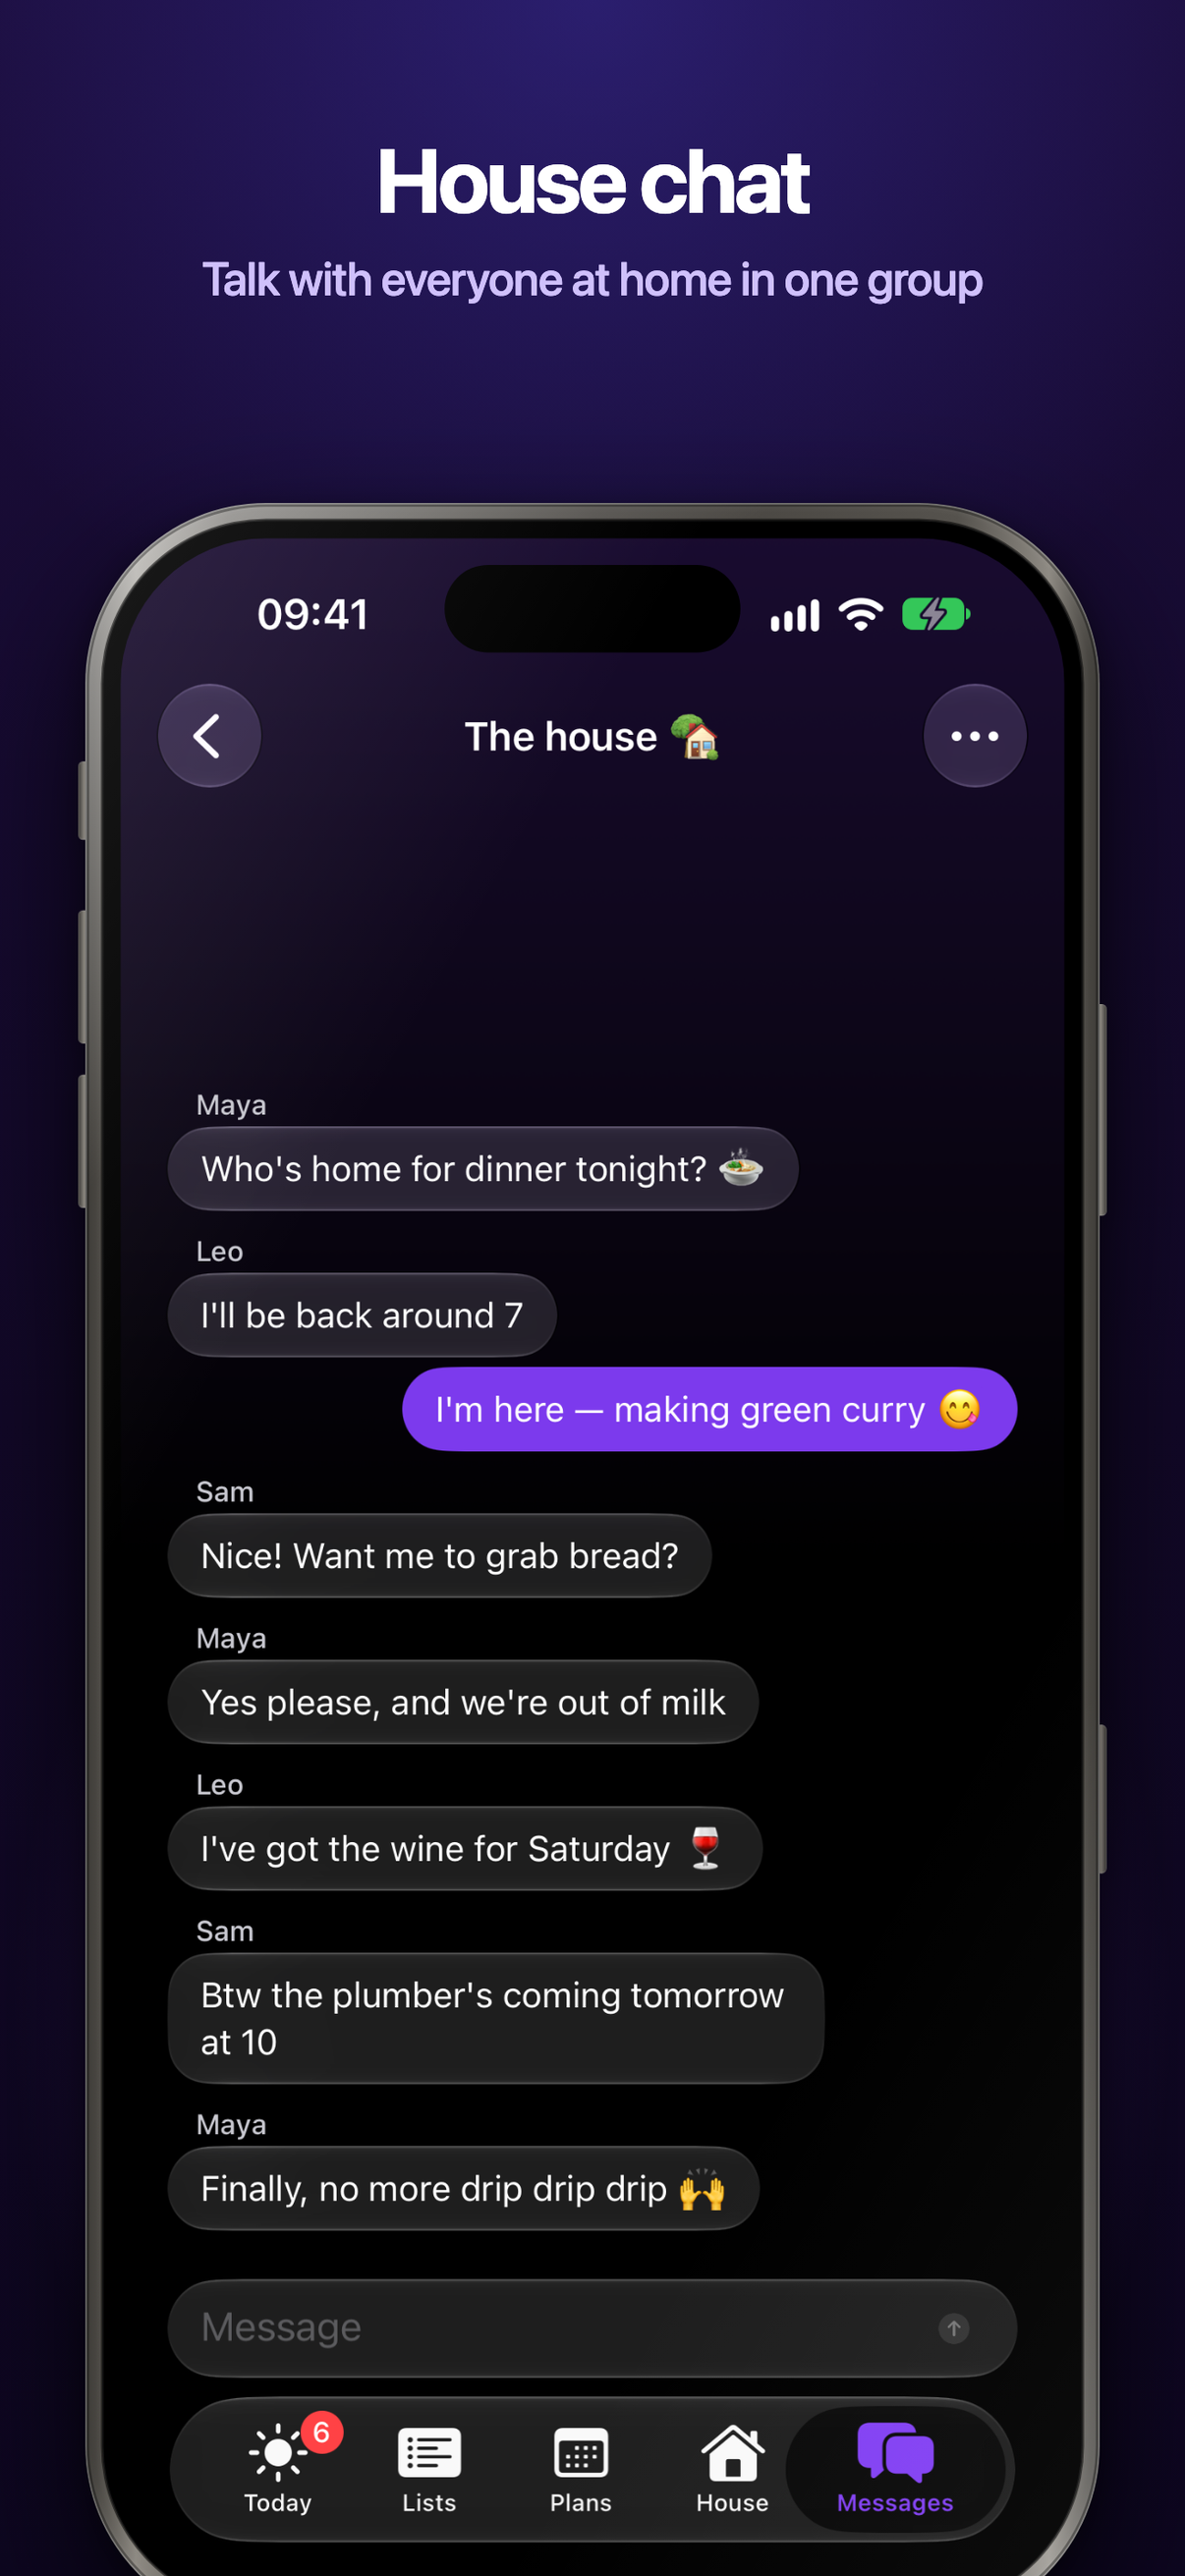 House chat
Talk with everyone at home in one group
09:41
The house 🏡
Maya
Who's home for dinner tonight? 🍲
Leo
I'll be back around 7
I'm here — making green curry 😋
Sam
Nice! Want me to grab bread?
Maya
Yes please, and we're out of milk
Leo
I've got the wine for Saturday 🍷
Sam
Btw the plumber's coming tomorrow
at 10
Maya
Finally, no more drip drip drip 🙌
Message
6
Today
Lists
Plans
House
Messages